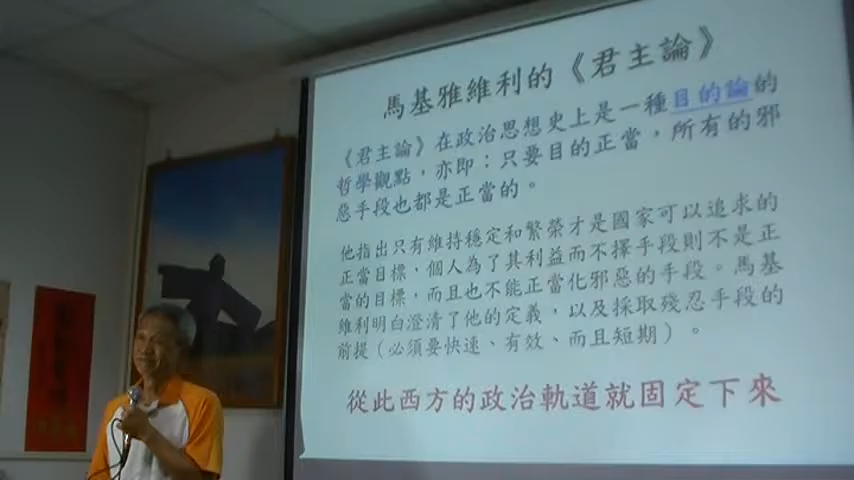 馬基雅維利的《君主論》
《君主論》在政治思想史上是一種目的論的
哲學觀點，亦即：只要目的正當，所有的邪
惡手段也都是正當的。
他指出只有維持穩定和繁榮才是國家可以追求的
正當目標，個人為了其利益而不擇手段則不是正
當的目標，而且也不能正當化邪惡的手段。馬基
維利明白澄清了他的定義，以及採取殘忍手段的
前提（必須要快速、有效、而且短期）。
從此西方的政治軌道就固定下來